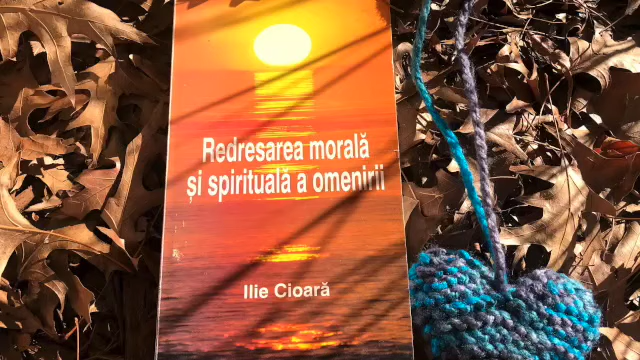 Redresarea morală
și spirituală a omenirii
Ilie Cioară